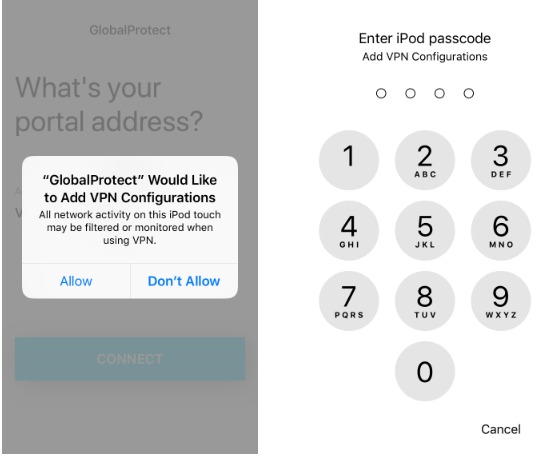 GlobalProtect
What's your
portal address?
“GlobalProtect” Would Like
to Add VPN Configurations
All network activity on this iPod touch
may be filtered or monitored when
using VPN.
Allow
Don’t Allow
CONNECT
Enter iPod passcode
Add VPN Configurations
1
2
ABC
3
DEF
4
GHI
5
JKL
6
MNO
7
PQRS
8
TUV
9
WXYZ
0
Cancel